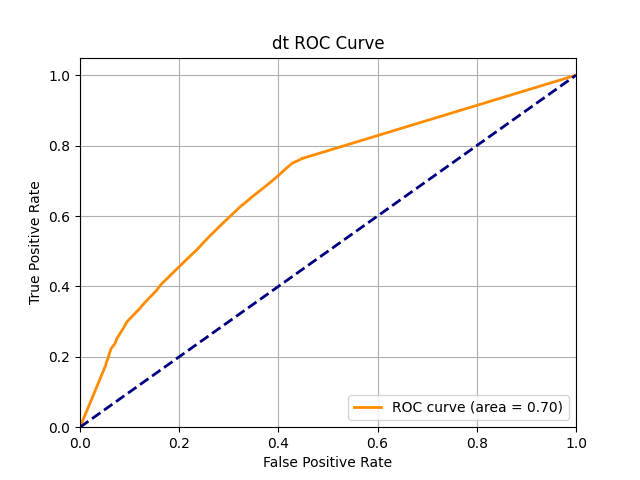 dt ROC Curve
True Positive Rate
1.0
0.8
0.6
0.4
0.2
0.0
0.0 0.2 0.4 0.6 0.8 1.0
False Positive Rate
ROC curve (area = 0.70)